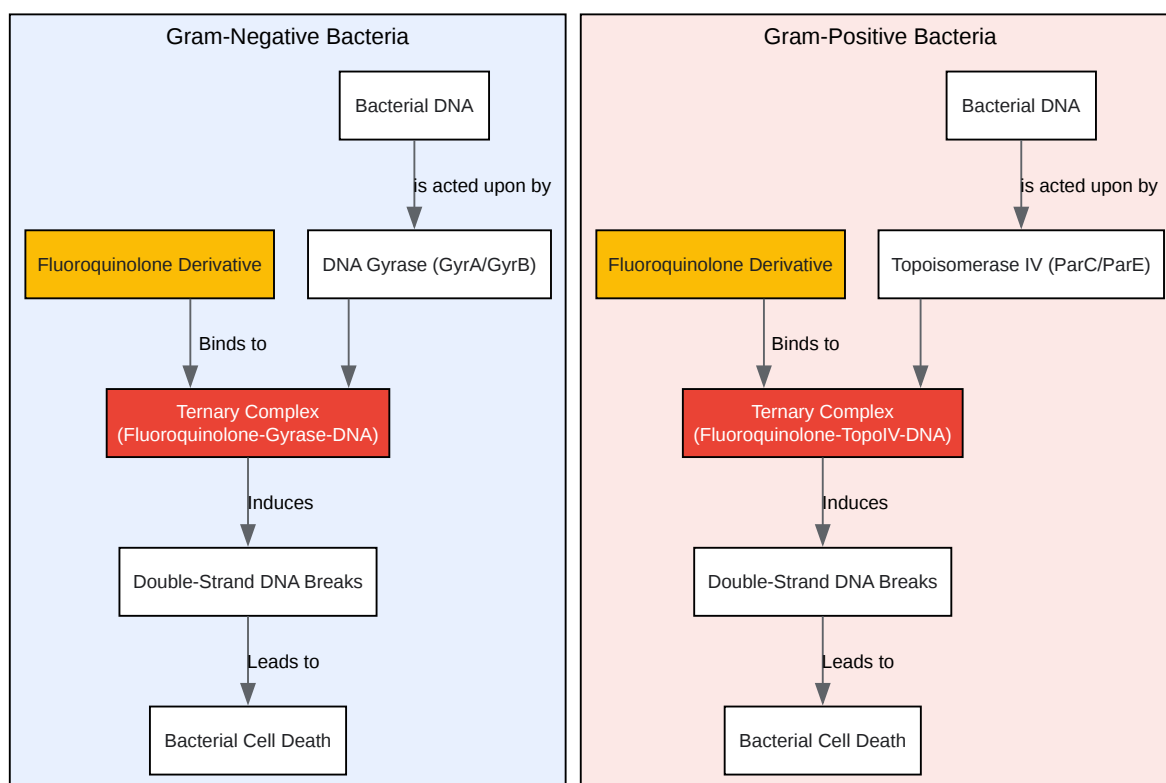 Gram-Negative Bacteria
Bacterial DNA
is acted upon by
Fluoroquinolone Derivative
DNA Gyrase (GyrA/GyrB)
Binds to
Ternary Complex
(Fluoroquinolone-Gyrase-DNA)
Induces
Double-Strand DNA Breaks
Leads to
Bacterial Cell Death
Gram-Positive Bacteria
Bacterial DNA
is acted upon by
Fluoroquinolone Derivative
Topoisomerase IV (ParC/ParE)
Binds to
Ternary Complex
(Fluoroquinolone-TopoIV-DNA)
Induces
Double-Strand DNA Breaks
Leads to
Bacterial Cell Death